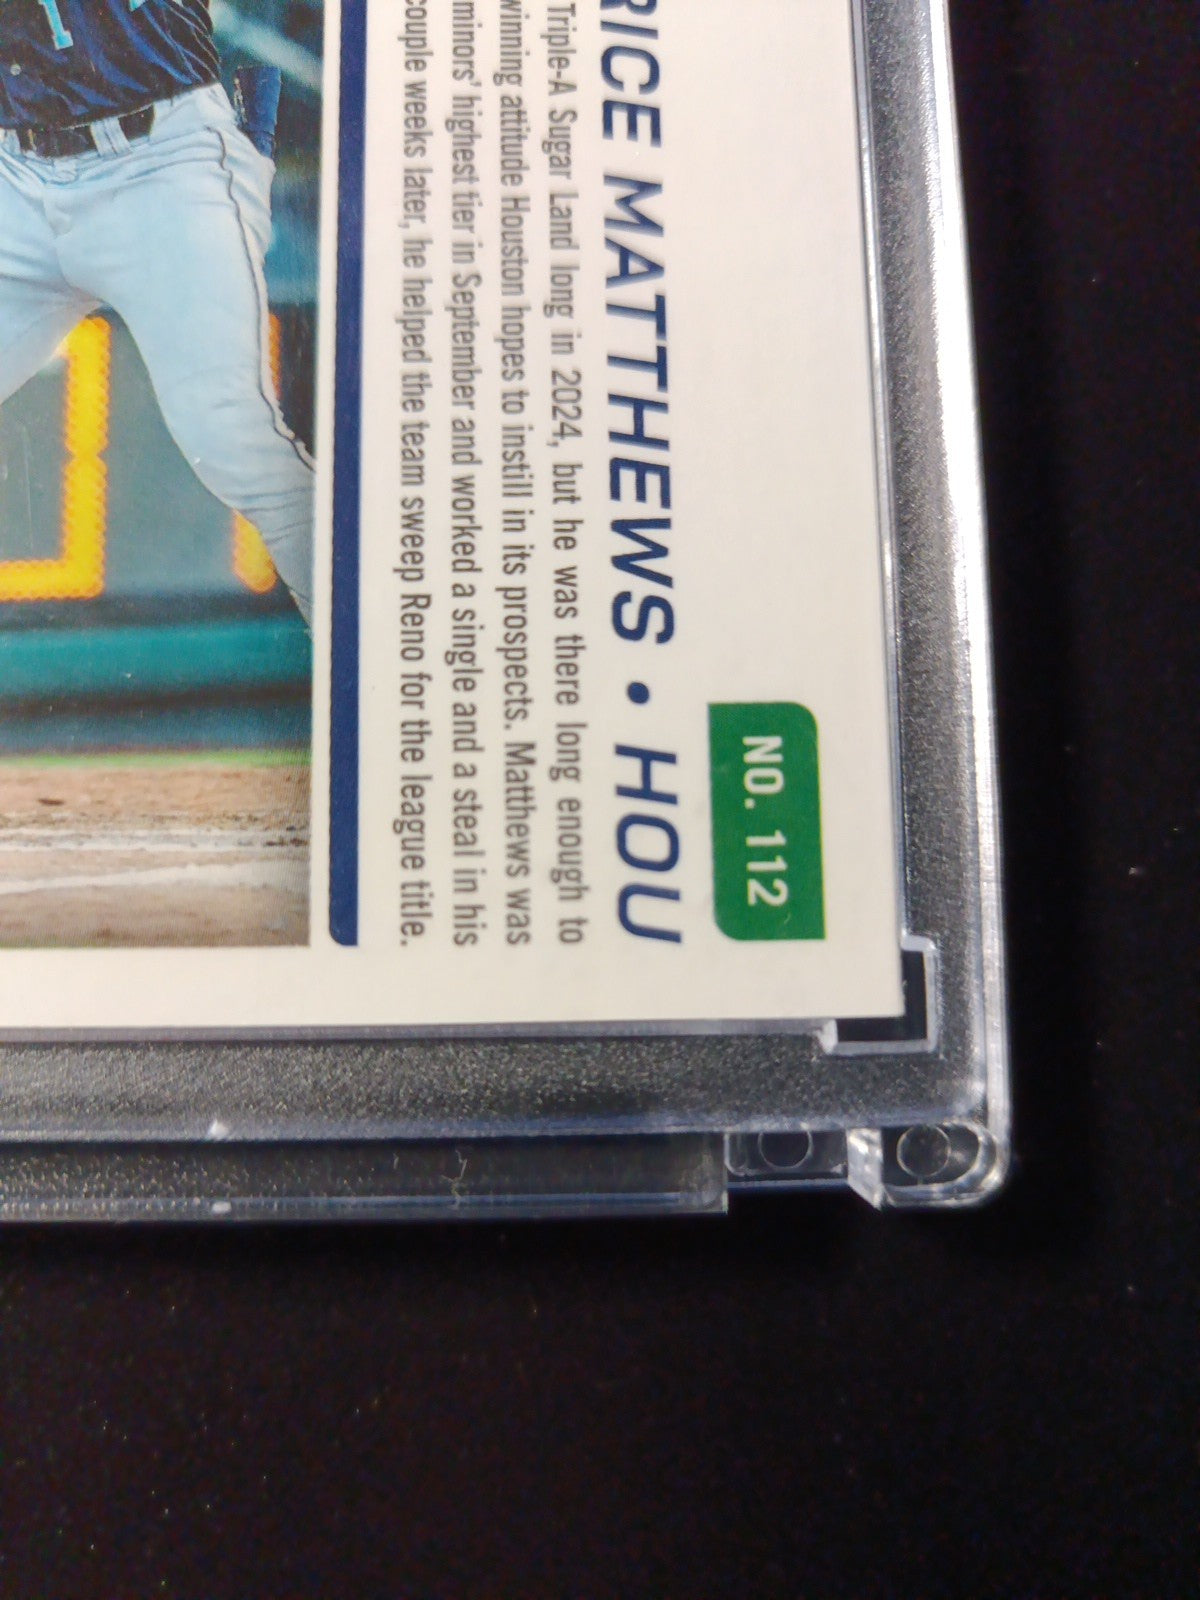 NO. 112
RICE MATTHEWS • HOU
Triple-A Sugar Land long in 2024, but he was there long enough to
winning attitude Houston hopes to instill in its prospects. Matthews was
minors' highest tier in September and worked a single and a steal in his
couple weeks later, he helped the team sweep Reno for the league title.
1